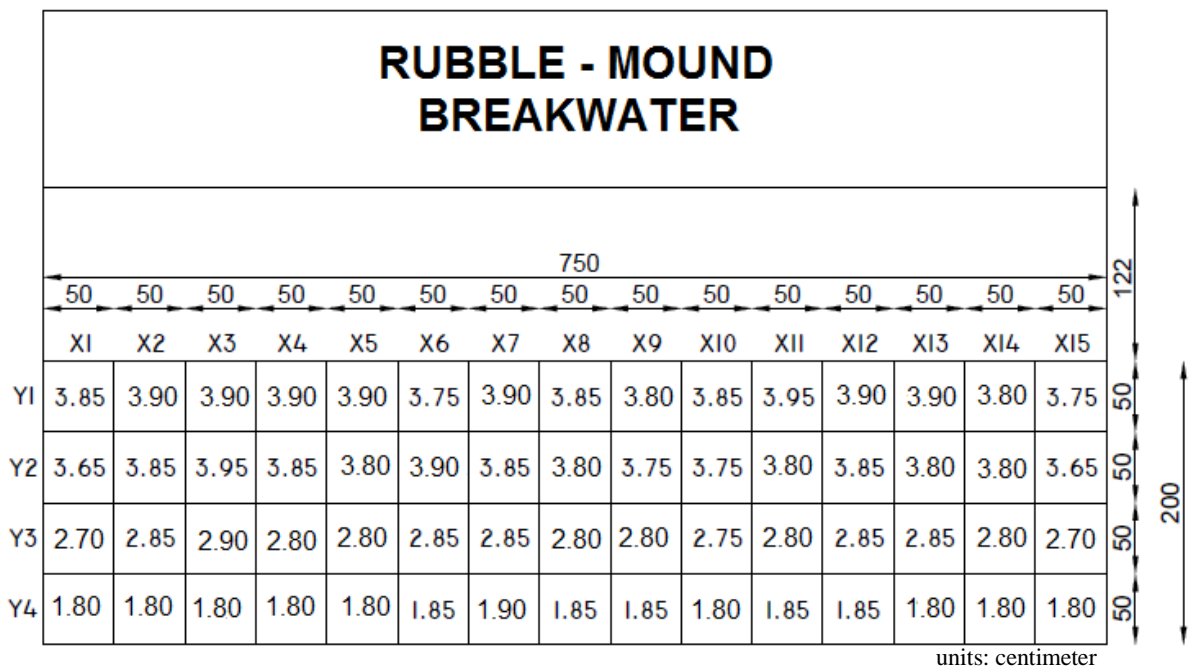 RUBBLE - MOUND
BREAKWATER
750
122
50 50 50 50 50 50 50 50 50 50 50 50 50 50 50
X1 X2 X3 X4 X5 X6 X7 X8 X9 X10 X11 X12 X13 X14 X15
Y1 3.85 3.90 3.90 3.90 3.90 3.75 3.90 3.85 3.80 3.85 3.95 3.90 3.90 3.80 3.75 50
Y2 3.65 3.85 3.95 3.85 3.80 3.90 3.85 3.80 3.75 3.75 3.80 3.85 3.80 3.80 3.65 50
200
Y3 2.70 2.85 2.90 2.80 2.80 2.85 2.85 2.80 2.80 2.75 2.80 2.85 2.85 2.80 2.70 50
Y4 1.80 1.80 1.80 1.80 1.80 1.85 1.90 1.85 1.85 1.80 1.85 1.85 1.80 1.80 1.80 50
units: centimeter